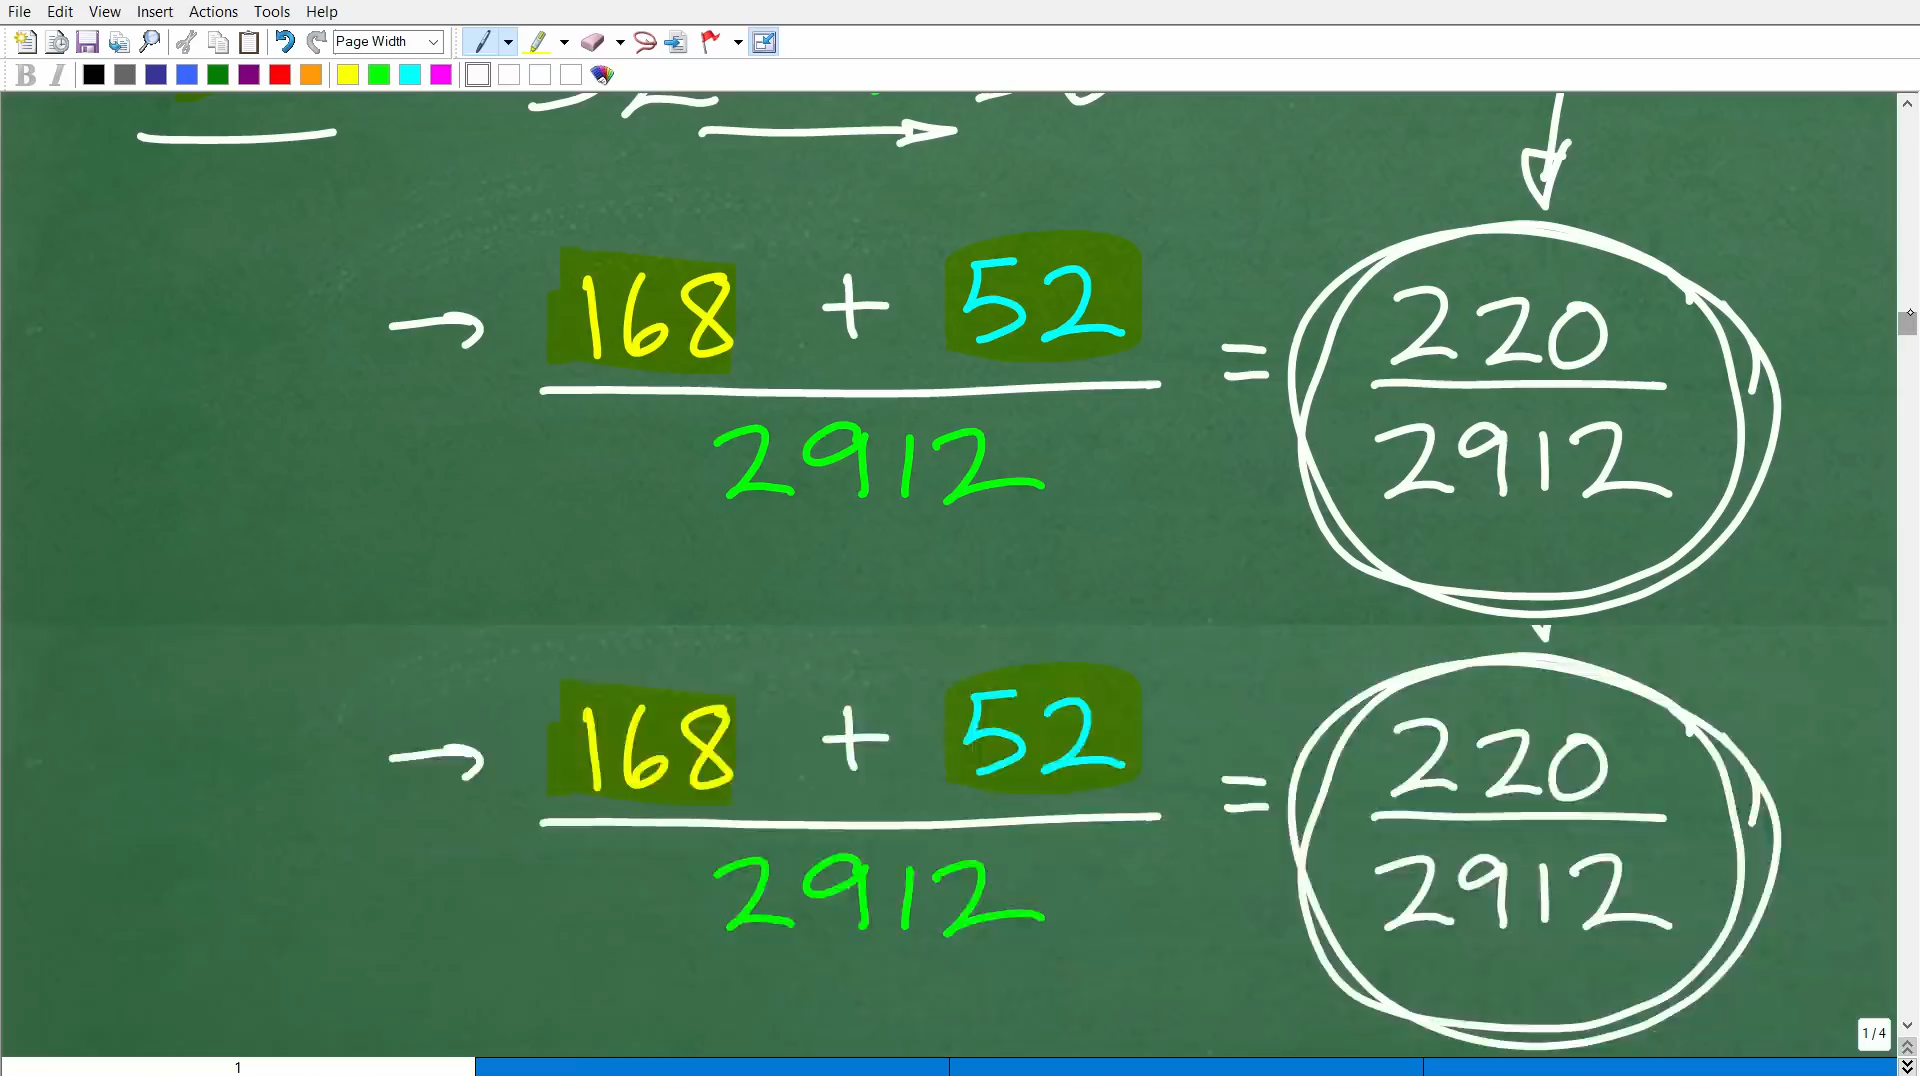 File Edit View Insert Actions Tools Help
Page Width
B I
→ 168 + 52 = 220
2912 2912
→ 168 + 52 = 220
2912 2912
1 / 4
1